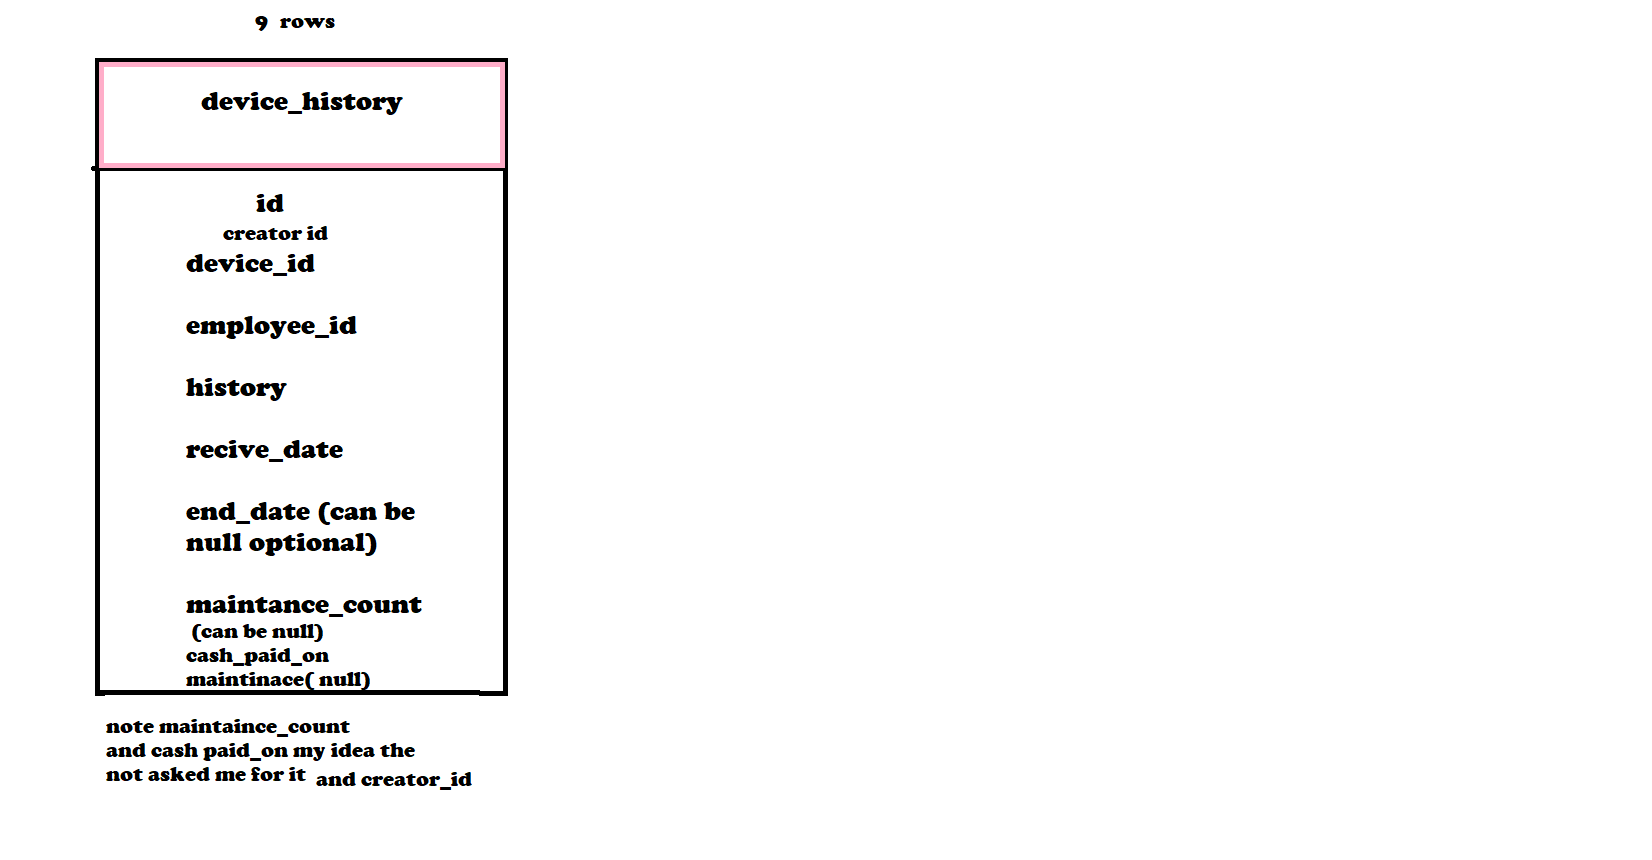 9 rows
device_history
id
creator id
device_id
employee_id
history
recive_date
end_date (can be
null optional)
maintance_count
(can be null)
cash_paid_on
maintinace( null)
note maintaince_count
and cash paid_on my idea the
not asked me for it and creator_id